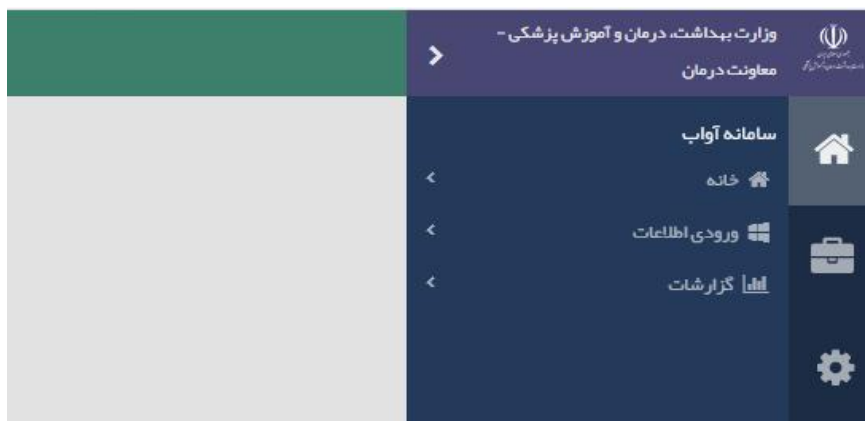 وزارت بهداشت، درمان و آموزش پزشکی -
معاونت درمان
سامانه آواب
خانه
ورودی اطلاعات
گزارشات